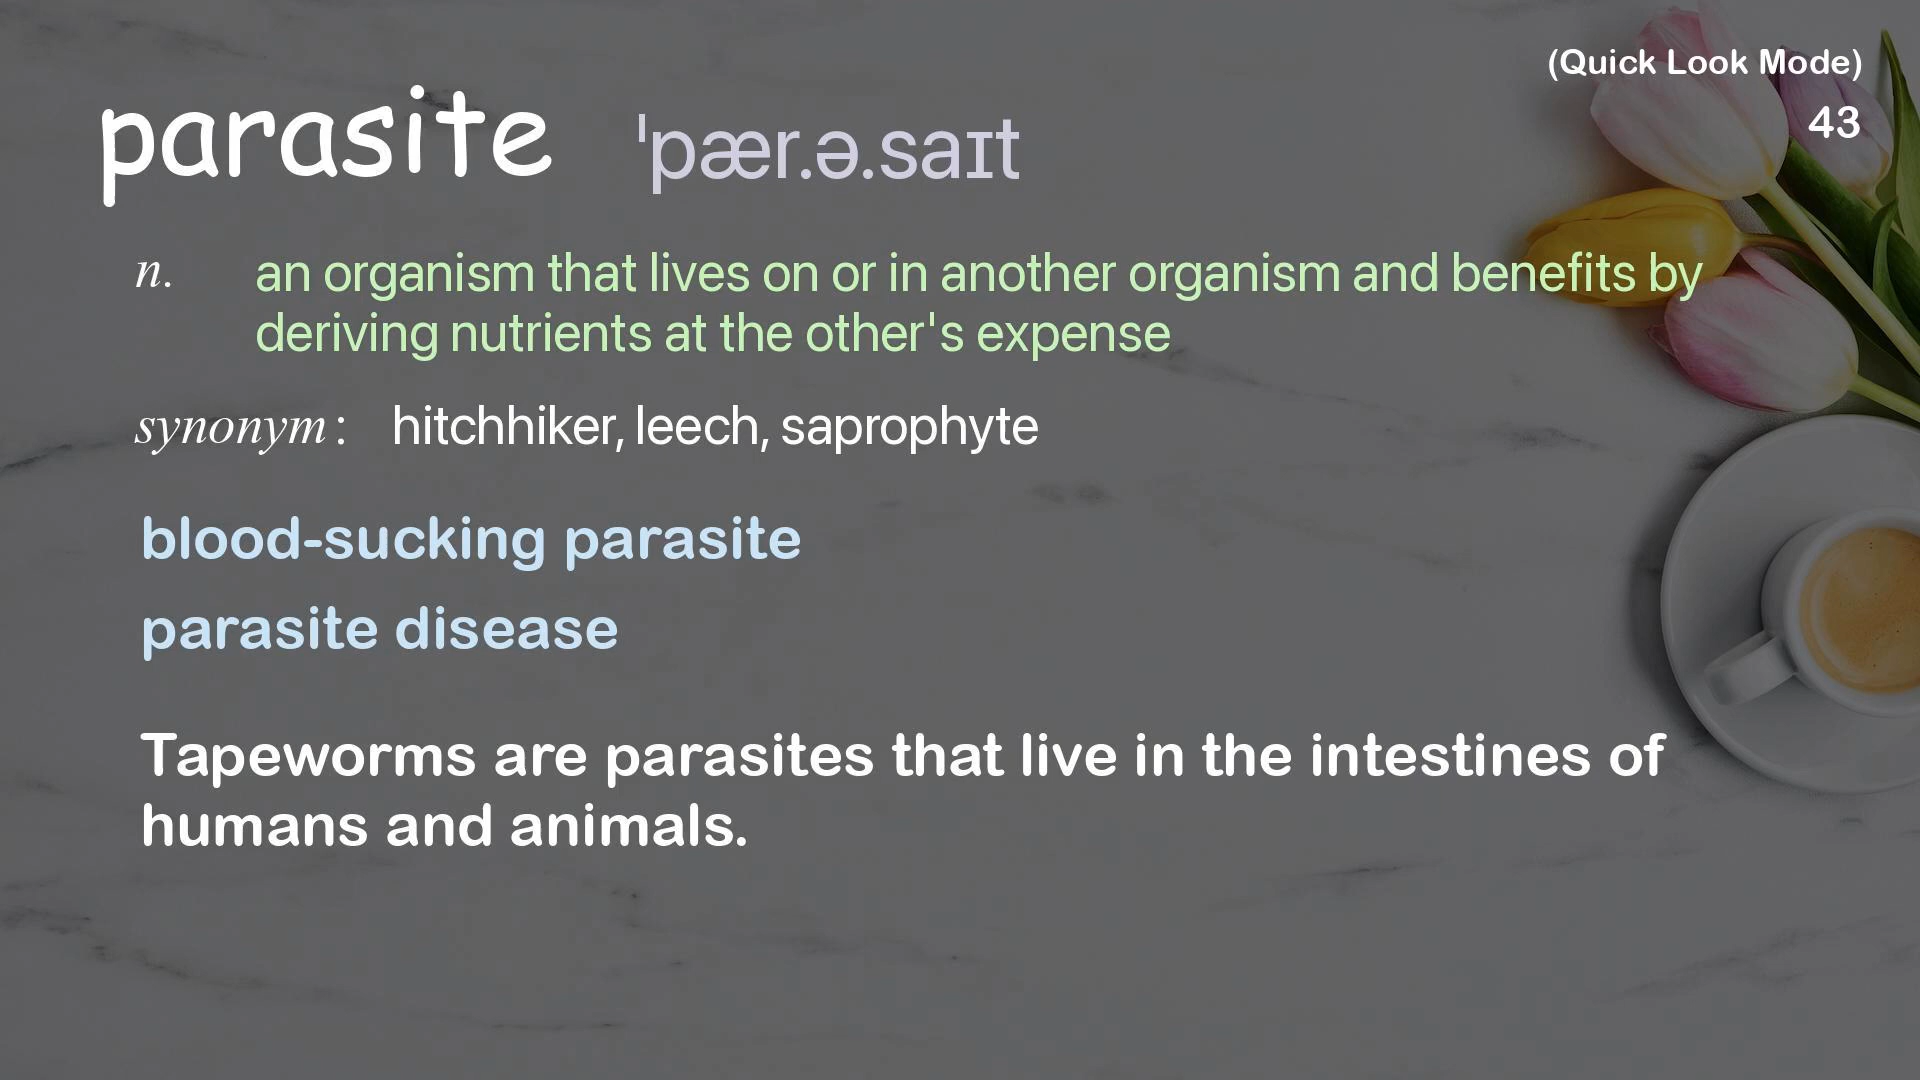 (Quick Look Mode)
43
parasite ˈpær.ə.saɪt
n. an organism that lives on or in another organism and benefits by
deriving nutrients at the other's expense
synonym: hitchhiker, leech, saprophyte
blood-sucking parasite
parasite disease
Tapeworms are parasites that live in the intestines of
humans and animals.